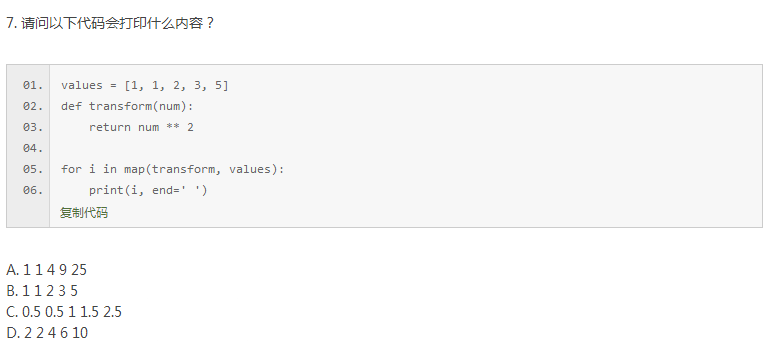 7. 请问以下代码会打印什么内容？
01. values = [1, 1, 2, 3, 5]
02. def transform(num):
03.     return num ** 2
04.
05. for i in map(transform, values):
06.     print(i, end=' ')
复制代码
A. 1 1 4 9 25
B. 1 1 2 3 5
C. 0.5 0.5 1 1.5 2.5
D. 2 2 4 6 10